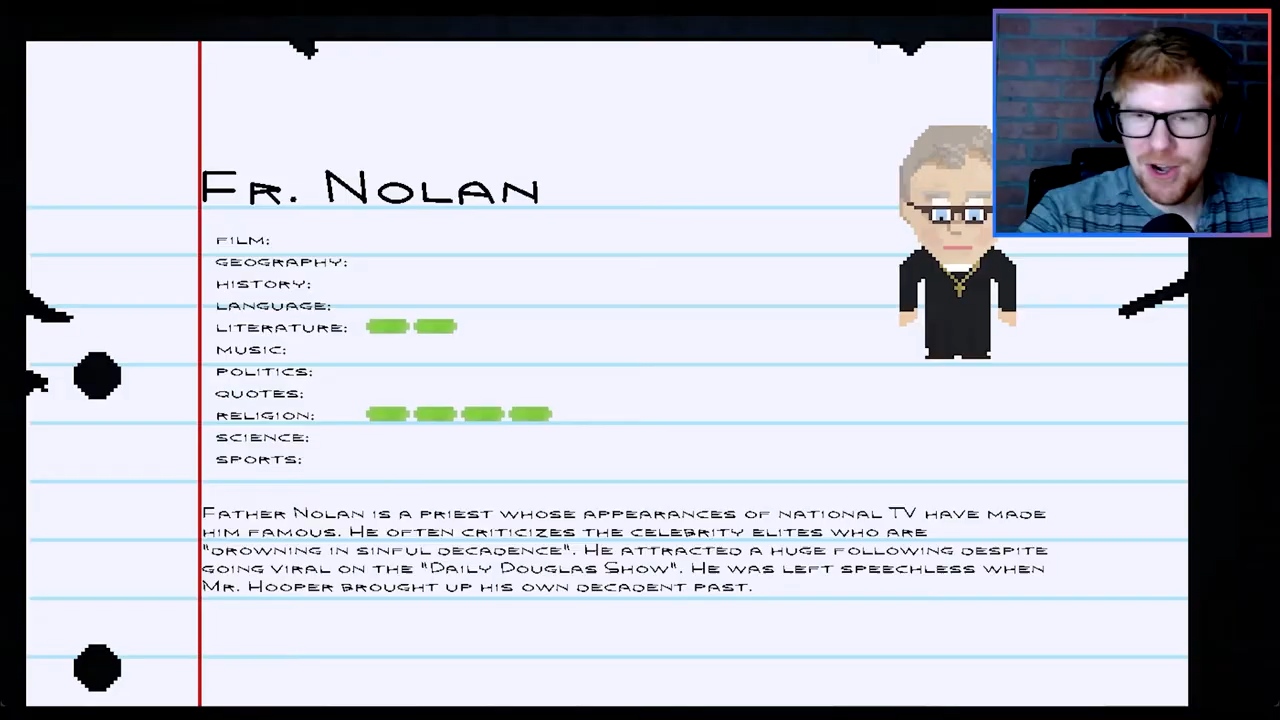 Fr. Nolan
FILM:
GEOGRAPHY:
HISTORY:
LANGUAGE:
LITERATURE:
MUSIC:
POLITICS:
QUOTES:
RELIGION:
SCIENCE:
SPORTS:
Father Nolan is a priest whose appearances of national TV have made
him famous. He often criticizes the celebrity elites who are
"drowning in sinful decadence". He attracted a huge following despite
going viral on the "Daily Douglas Show". He was left speechless when
Mr. Hooper brought up his own decadent past.